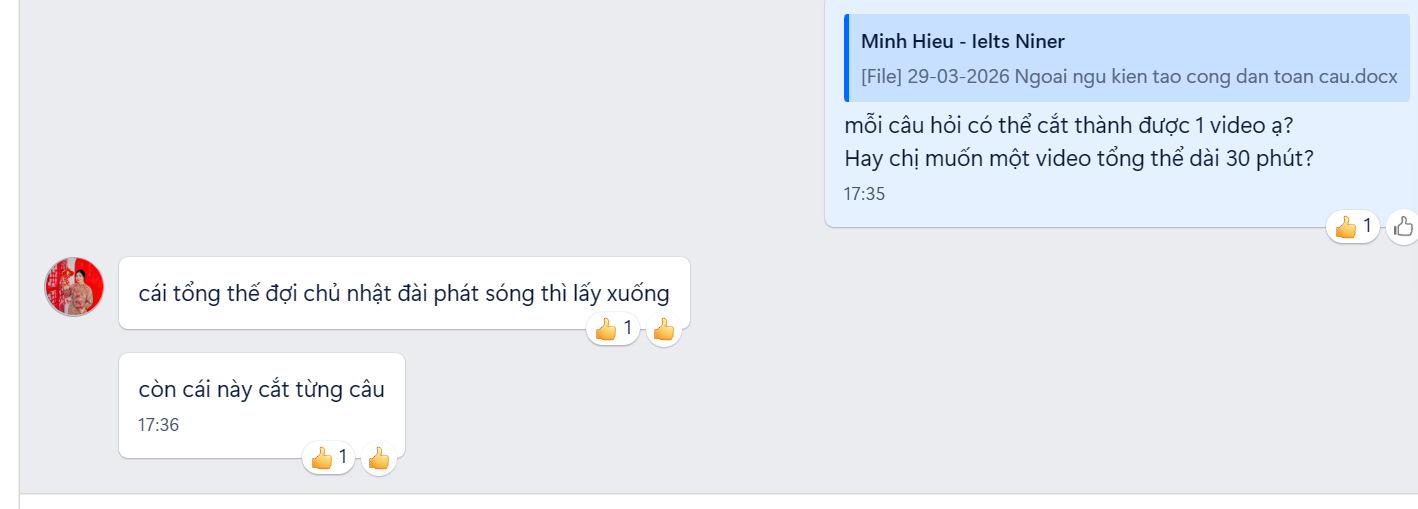 Minh Hieu - Ielts Niner
[File] 29-03-2026 Ngoai ngu kien tao cong dan toan cau.docx
mỗi câu hỏi có thể cắt thành được 1 video ạ?
Hay chị muốn một video tổng thể dài 30 phút?
17:35
1
cái tổng thế đợi chủ nhật đài phát sóng thì lấy xuống
1
còn cái này cắt từng câu
17:36
1